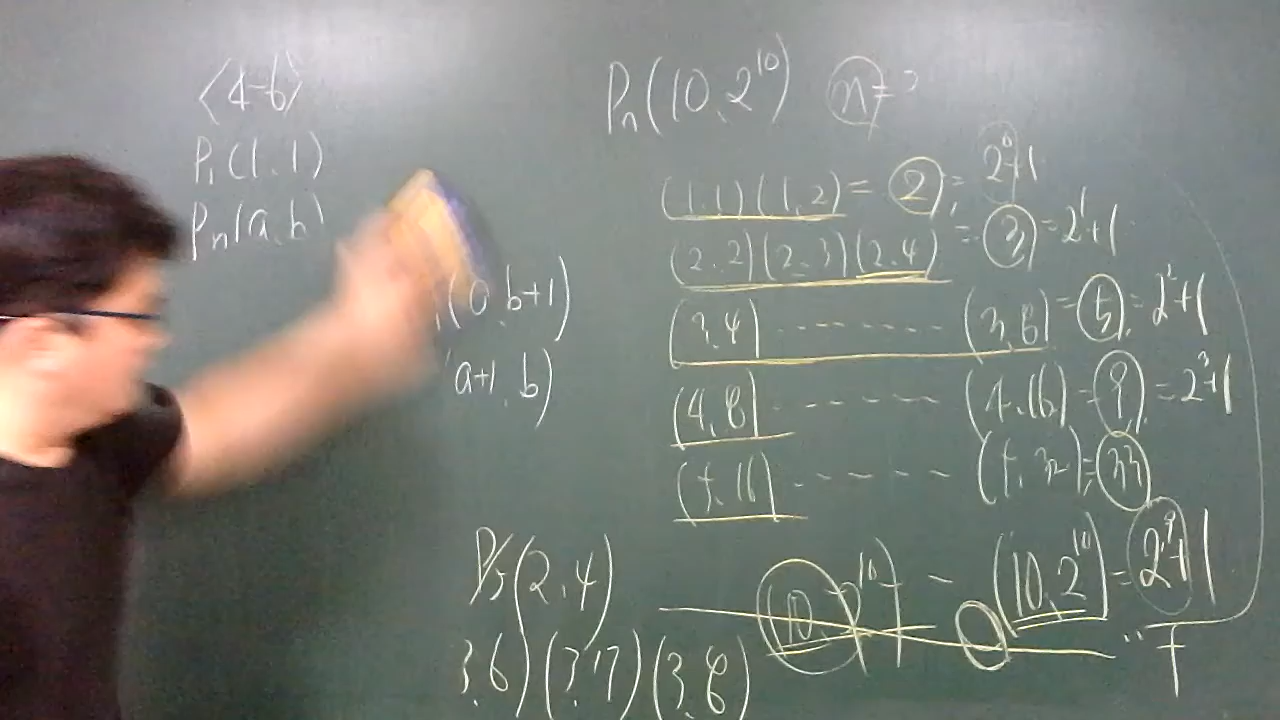 <4-6>
P₁(1,1)
Pₙ(a,b)
(a, b+1)
(a+1, b)
P₅(2,4)
3,6)(3,7)(3,8)
Pₙ(10,2¹⁰) n=?
(1,1)(1,2) = 2 = 2⁰+1
(2,2)(2,3)(2,4) = 3 = 2¹+1
(3,4) -------- (3,8) = 5 = 2²+1
(4,8) ------ (4,16) = 9 = 2³+1
(5,16) ------ (5,32) = 33
(10,2¹⁰) = 2⁹+1